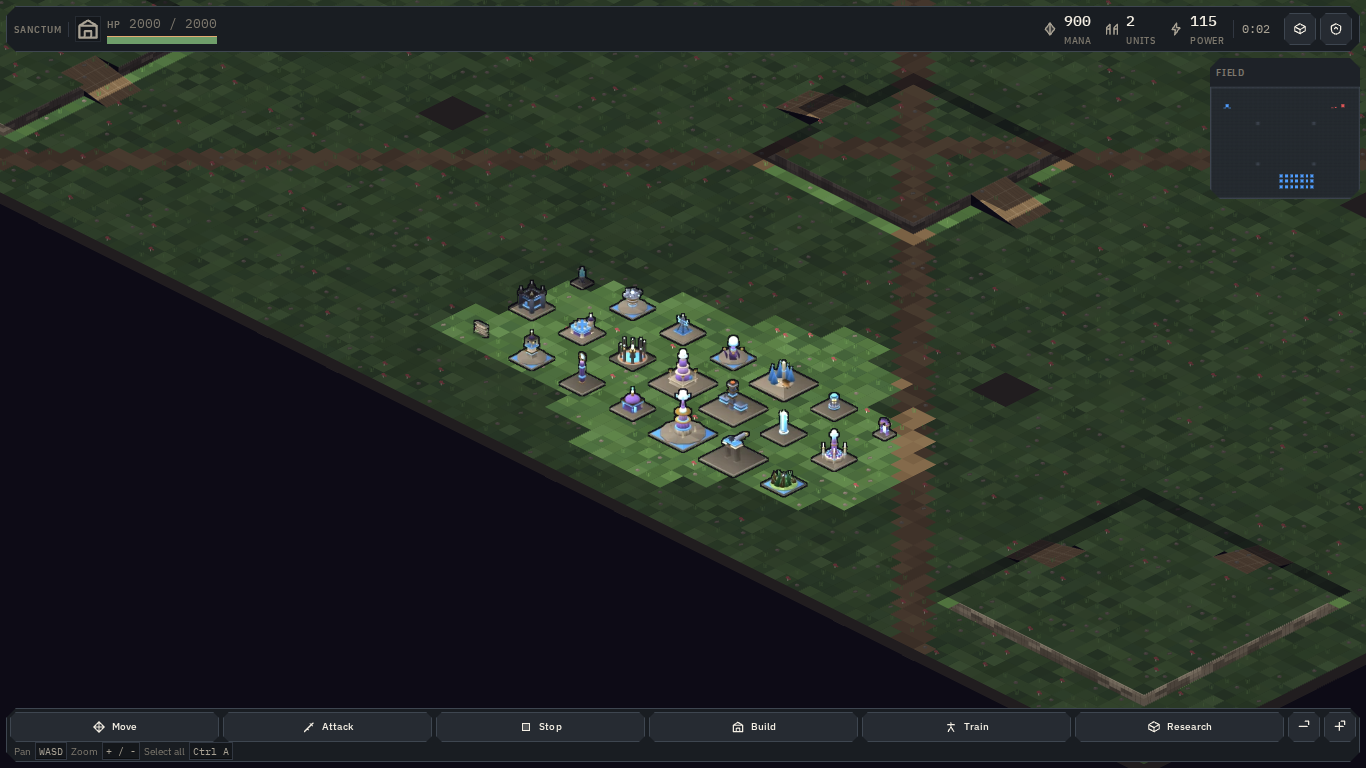 SANCTUM
HP 2000 / 2000
900
MANA
2
UNITS
115
POWER
0:02
FIELD
Move
Attack
Stop
Build
Train
Research
Pan WASD Zoom + / - Select all Ctrl A